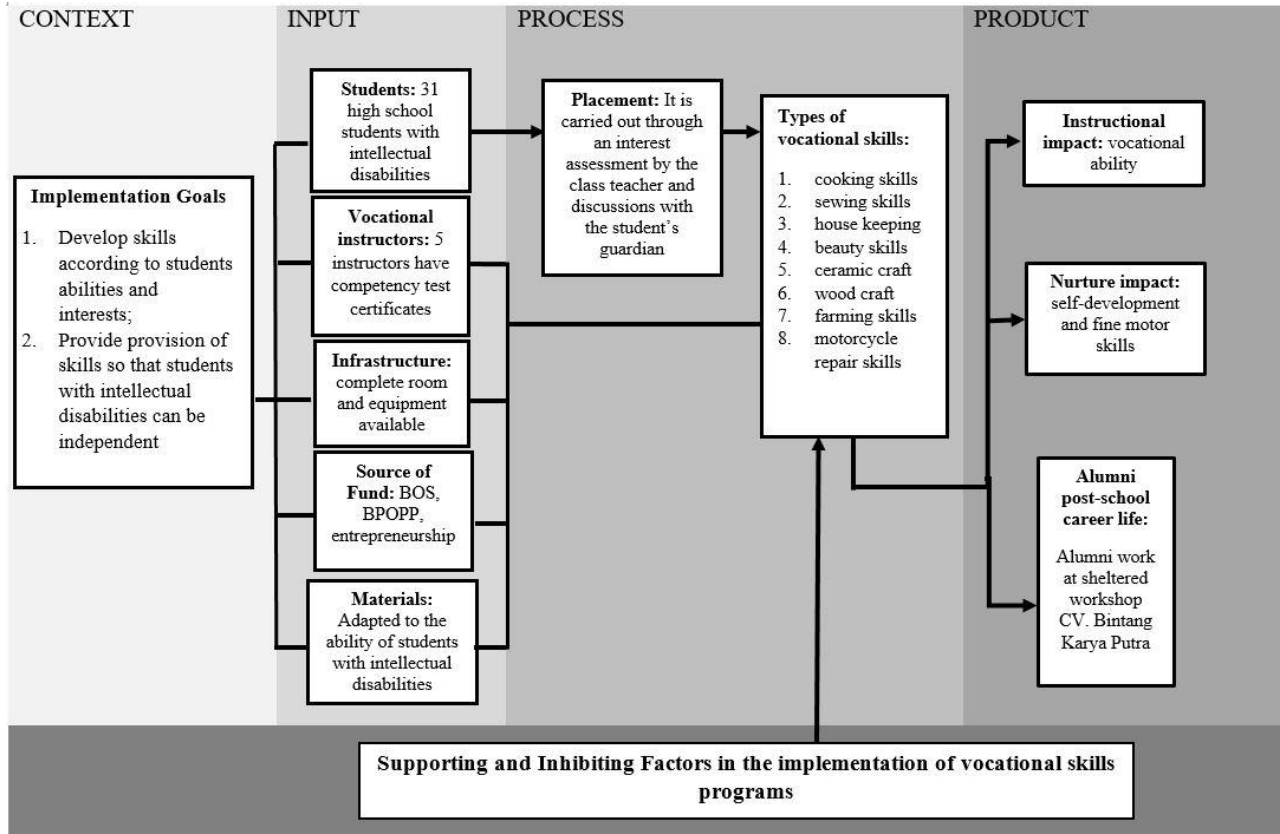 CONTEXT
INPUT
PROCESS
PRODUCT
Implementation Goals
1. Develop skills
according to students
abilities and
interests;
2. Provide provision of
skills so that students
with intellectual
disabilities can be
independent
Students: 31
high school
students with
intellectual
disabilities
Vocational
instructors: 5
instructors have
competency test
certificates
Infrastructure:
complete room
and equipment
available
Source of
Fund: BOS,
BPOPP,
entrepreneurship
Materials:
Adapted to the
ability of students
with intellectual
disabilities
Placement: It is
carried out through
an interest
assessment by the
class teacher and
discussions with
the student’s
guardian
Types of
vocational skills:
1. cooking skills
2. sewing skills
3. house keeping
4. beauty skills
5. ceramic craft
6. wood craft
7. farming skills
8. motorcycle
repair skills
Instructional
impact: vocational
ability
Nurture impact:
self-development
and fine motor
skills
Alumni
post-school
career life:
Alumni work
at sheltered
workshop
CV. Bintang
Karya Putra
Supporting and Inhibiting Factors in the implementation of vocational skills
programs